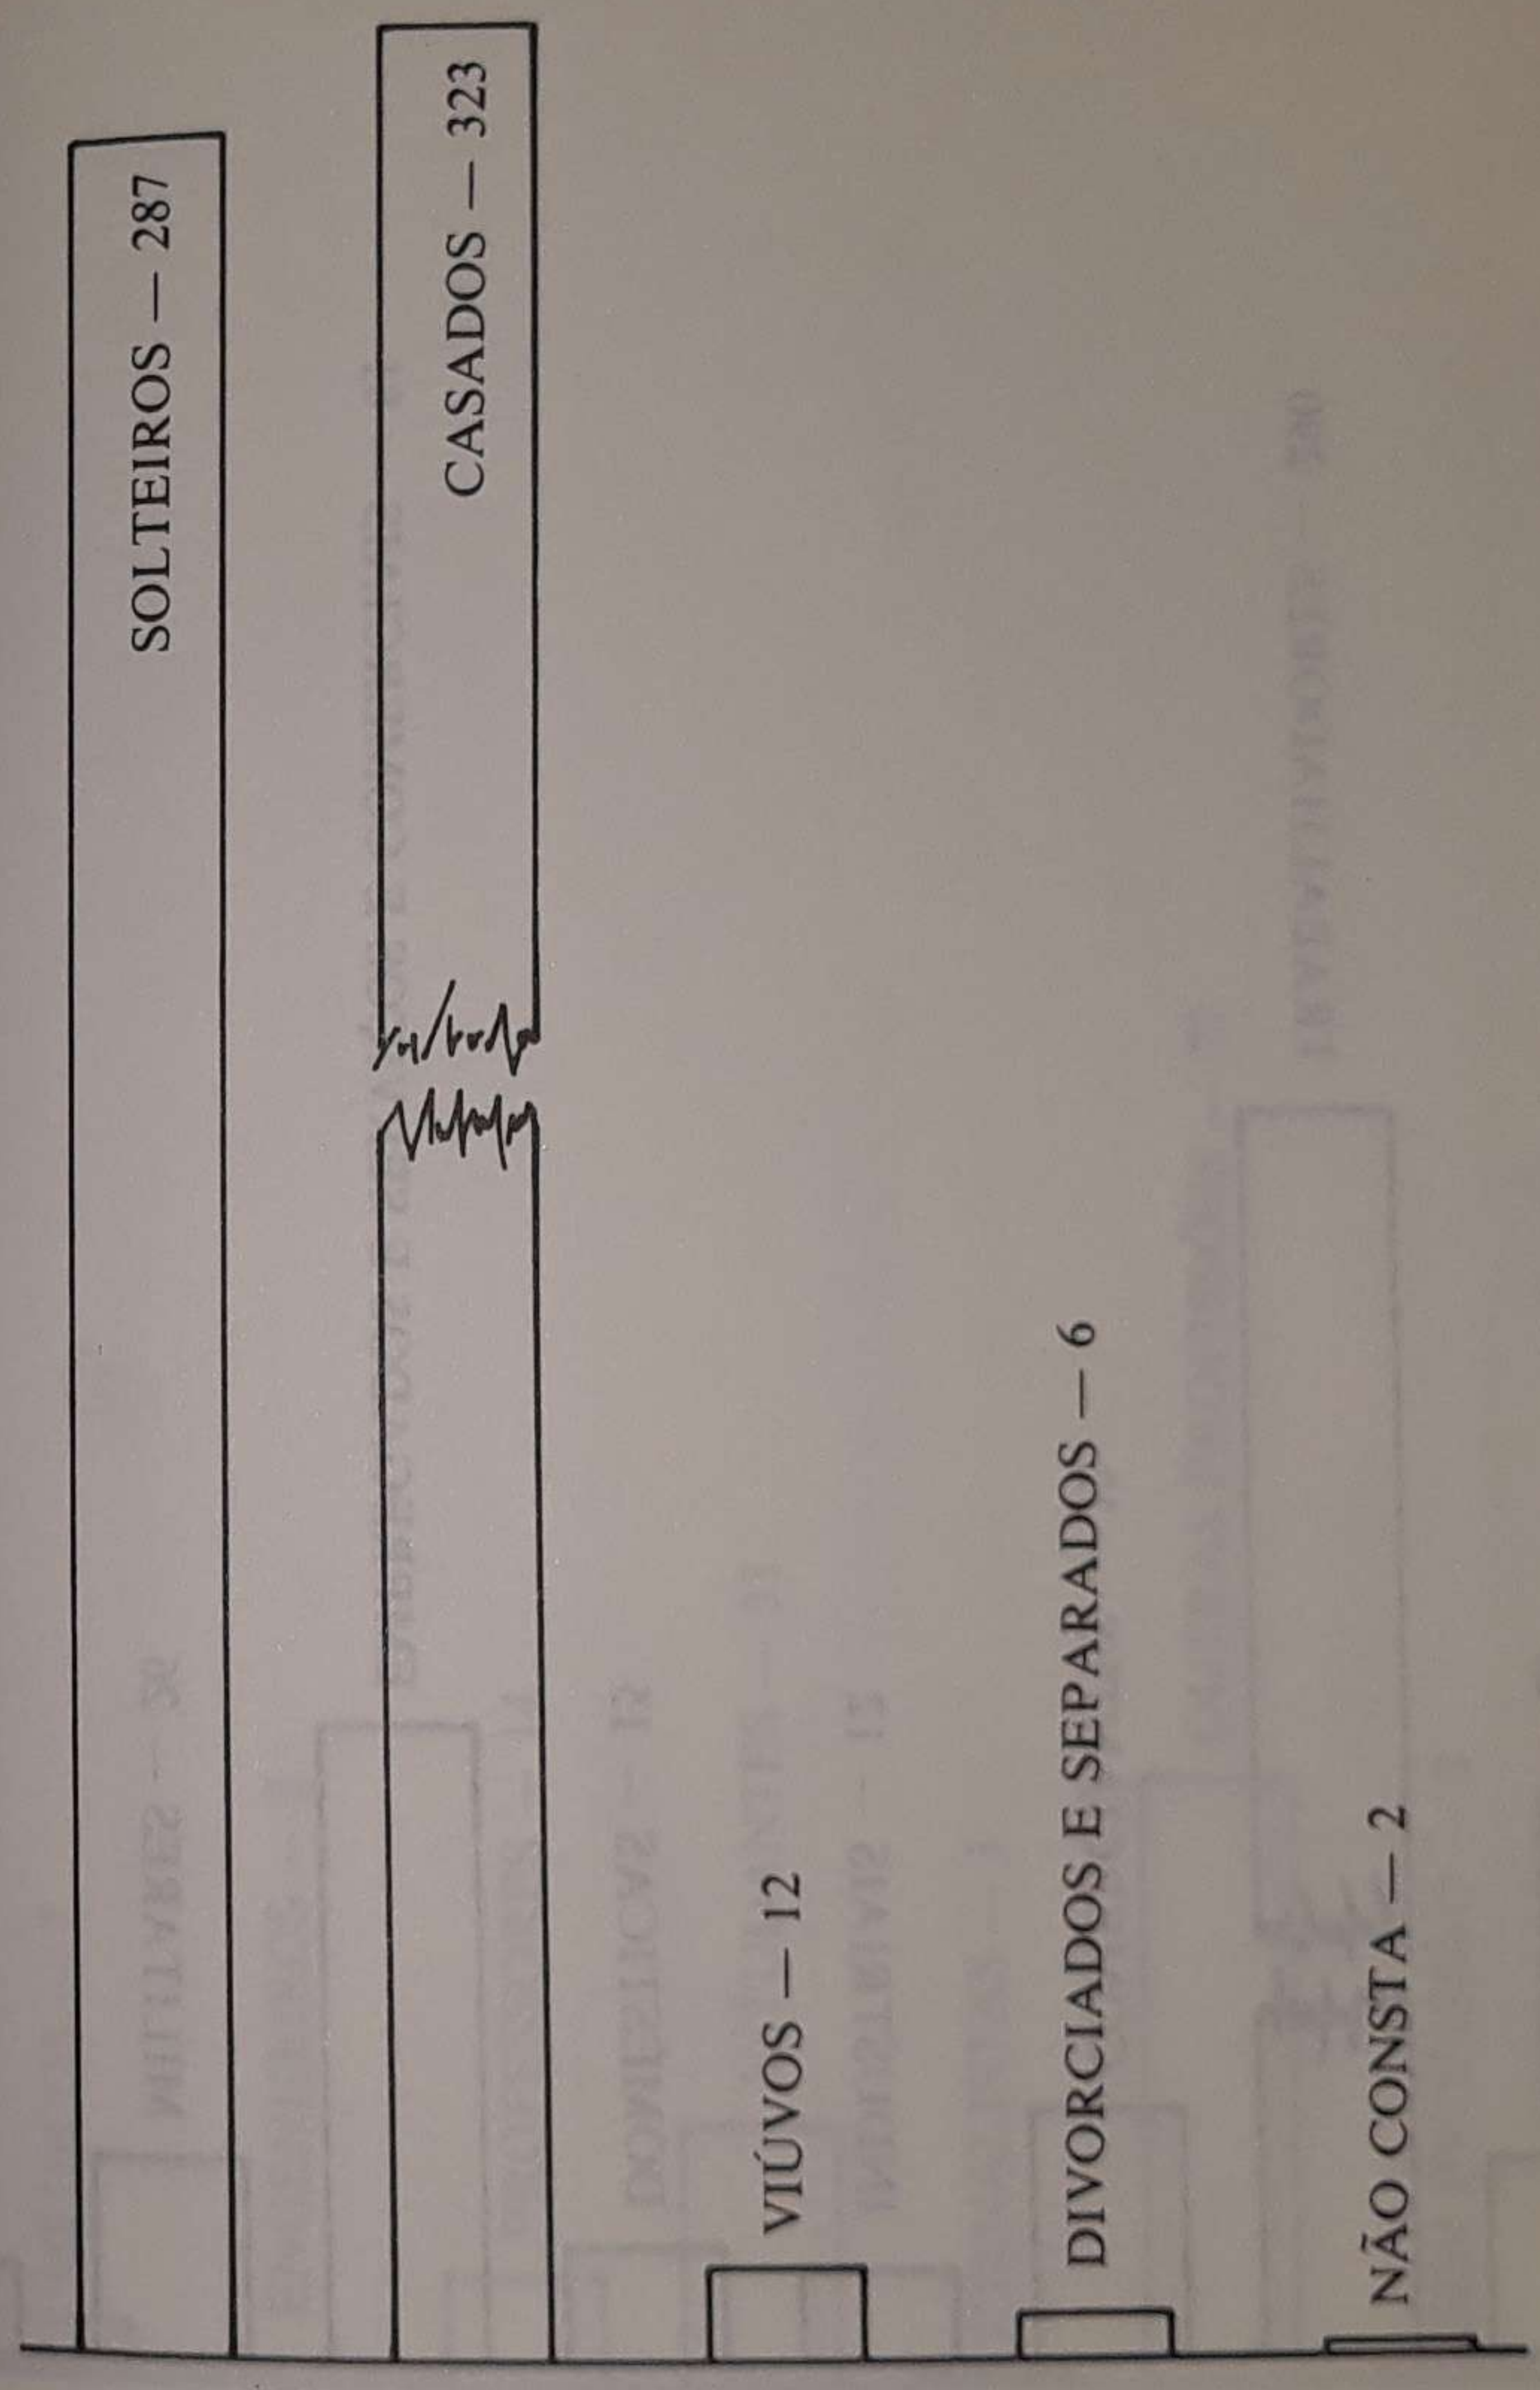 SOLTEIROS — 287
CASADOS — 323
VIÚVOS — 12
DIVORCIADOS E SEPARADOS — 6
NÃO CONSTA — 2